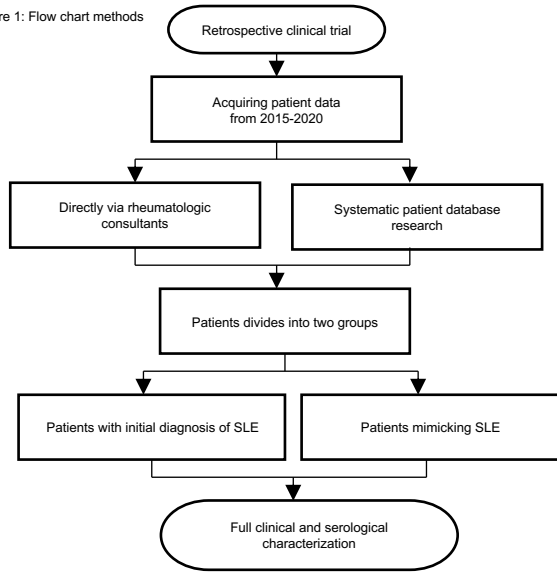 re 1: Flow chart methods
Retrospective clinical trial
Acquiring patient data
from 2015-2020
Directly via rheumatologic
consultants
Systematic patient database
research
Patients divides into two groups
Patients with initial diagnosis of SLE
Patients mimicking SLE
Full clinical and serological
characterization